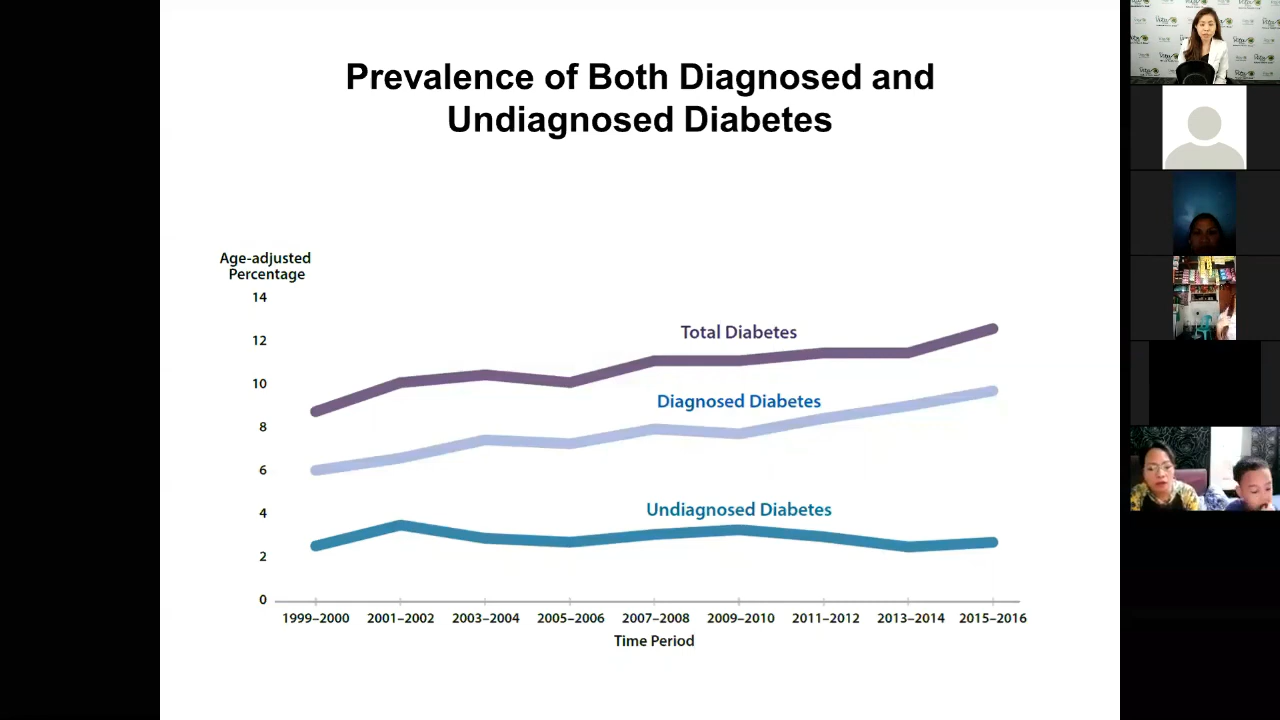 Prevalence of Both Diagnosed and
Undiagnosed Diabetes
Age-adjusted
Percentage
14
12
10
8
6
4
2
0
Total Diabetes
Diagnosed Diabetes
Undiagnosed Diabetes
1999–2000 2001–2002 2003–2004 2005–2006 2007–2008 2009–2010 2011–2012 2013–2014 2015–2016
Time Period